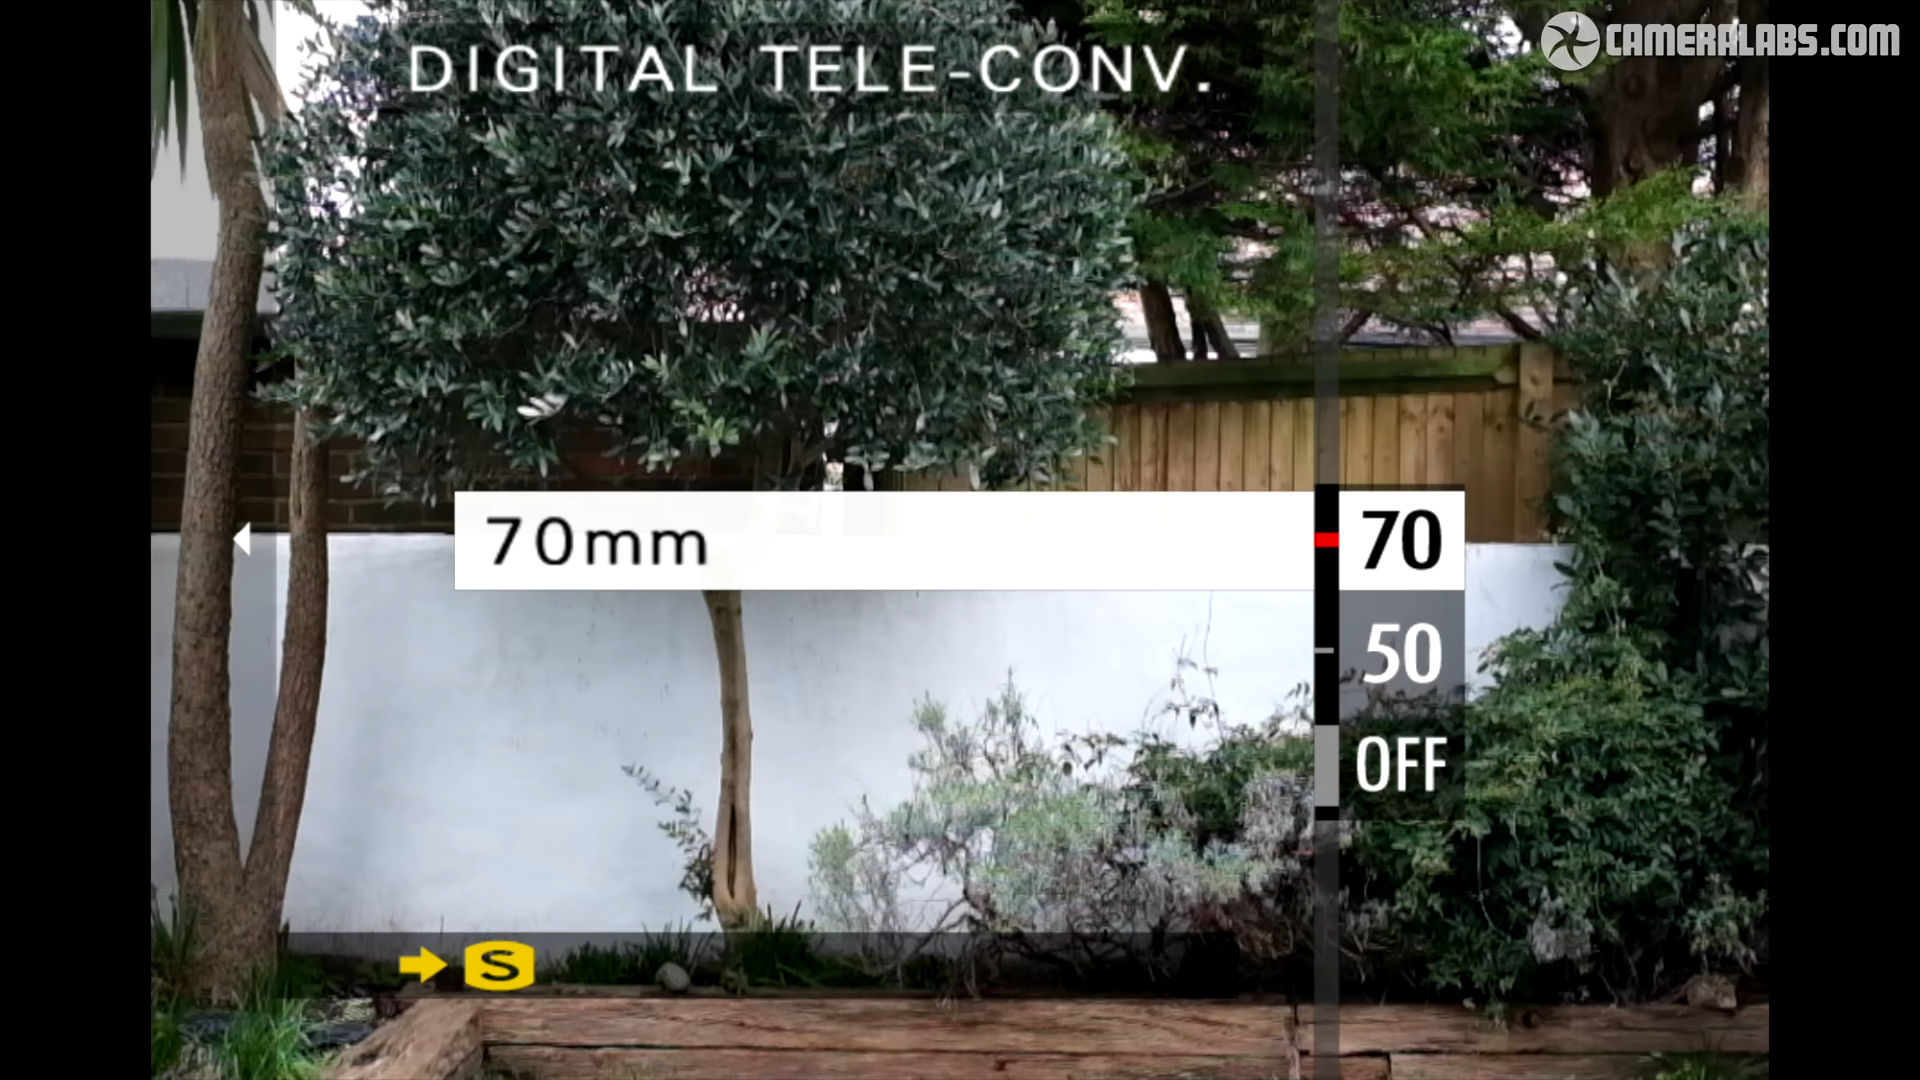 CAMERALABS.COM
DIGITAL TELE-CONV.
70mm
70
50
OFF
S